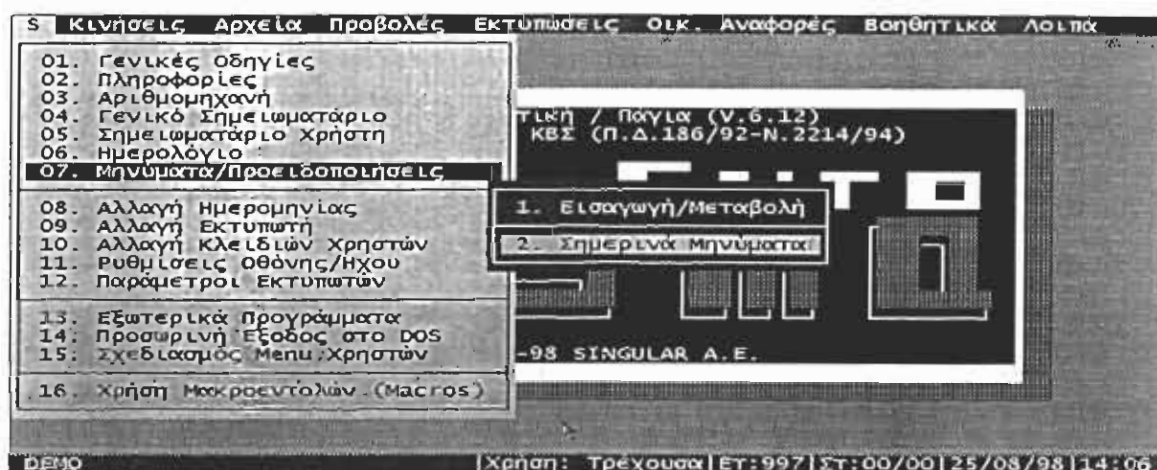 S Κινήσεις Αρχεία Προβολές Εκτυπώσεις Οικ. Αναφορές Βοηθητικά Λοιπά
01. Γενικές Οδηγίες
02. Πληροφορίες
03. Αριθμομηχανή
04. Γενικό Σημειωματάριο
05. Σημειωματάριο Χρήστη
06. Ημερολόγιο
07. Μηνύματα/Προειδοποιήσεις
08. Αλλαγή Ημερομηνίας
09. Αλλαγή Εκτυπωτή
10. Αλλαγή Κλειδιών Χρηστών
11. Ρυθμίσεις Οθόνης/Ηχου
12. Παράμετροι Εκτυπωτών
13. Εξωτερικά Προγράμματα
14. Προσωρινή Έξοδος στο DOS
15. Σχεδιασμός Menu Χρηστών
16. Χρήση Μακροεντολών (Macros)
τική / Πάγια (V.6.12)
ΚΒΣ (Π.Δ.186/92-Ν.2214/94)
1. Εισαγωγή/Μεταβολή
2. Σημερινά Μηνύματα
-98 SINGULAR A.E.
DEMO |Χρήση: Τρέχουσα|Ετ:997|Στ:00/00|25/08/98|14:06